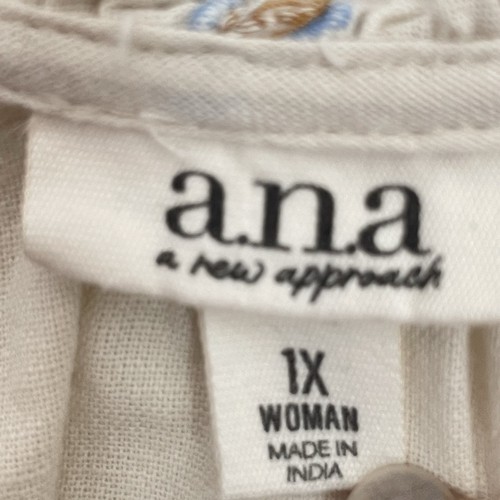 a.n.a
a new approach
1X
WOMAN
MADE IN
INDIA